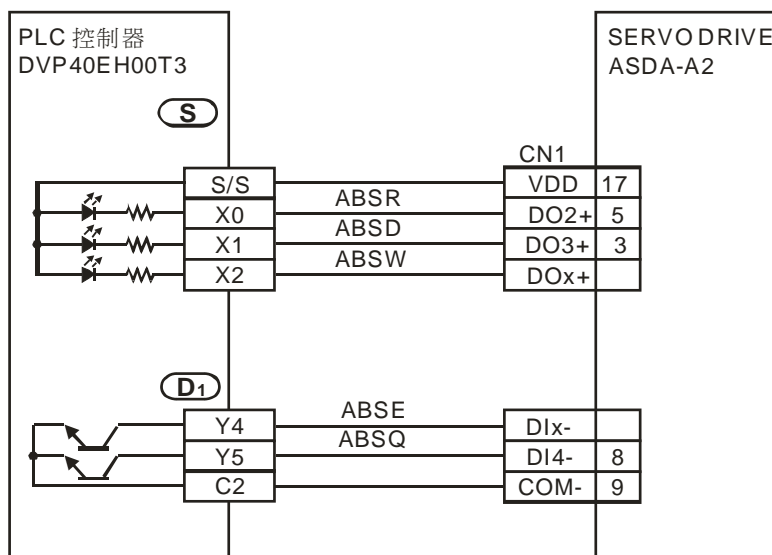 PLC 控制器
DVP40EH00T3
SERVO DRIVE
ASDA-A2
S
CN1
S/S VDD 17
X0 ABSR DO2+ 5
X1 ABSD DO3+ 3
X2 ABSW DOx+
D1
Y4 ABSE DIx-
Y5 ABSQ DI4- 8
C2 COM- 9